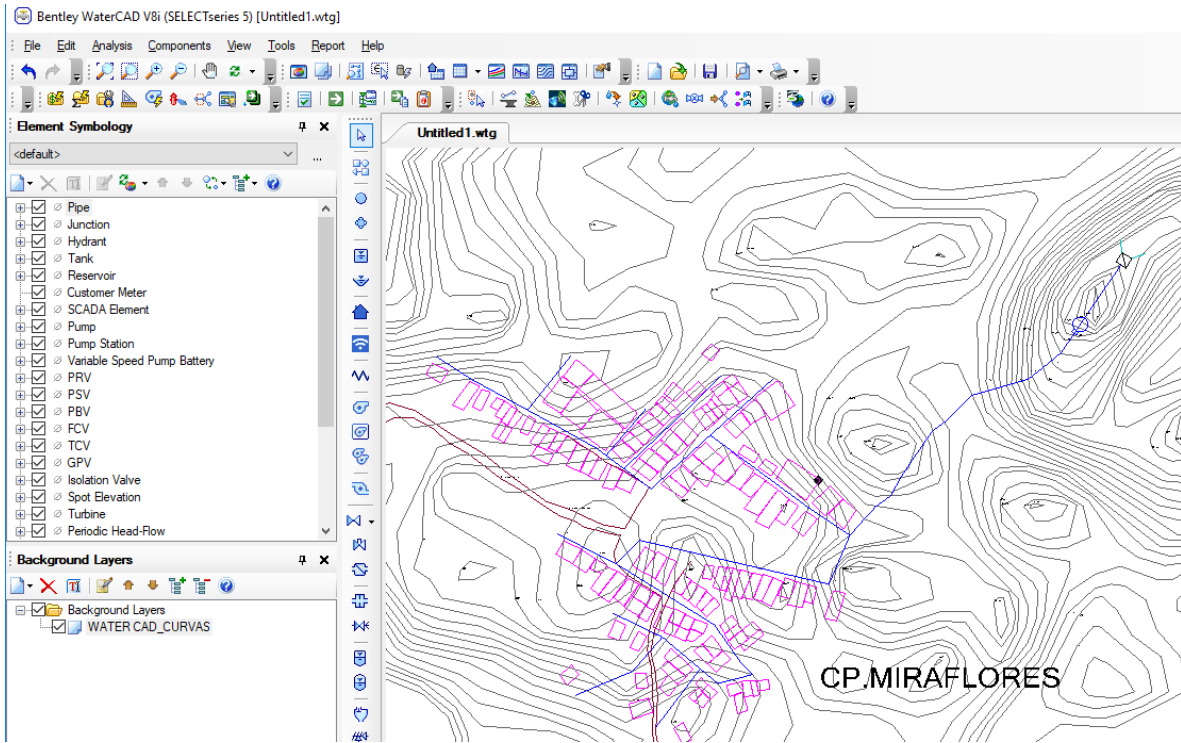 Bentley WaterCAD V8i (SELECTseries 5) [Untitled1.wtg]
File Edit Analysis Components View Tools Report Help
Element Symbology
<default>
...
Pipe
Junction
Hydrant
Tank
Reservoir
Customer Meter
SCADA Element
Pump
Pump Station
Variable Speed Pump Battery
PRV
PSV
PBV
FCV
TCV
GPV
Isolation Valve
Spot Elevation
Turbine
Periodic Head-Flow
Background Layers
Background Layers
WATER CAD_CURVAS
Untitled1.wtg
CP.MIRAFLORES